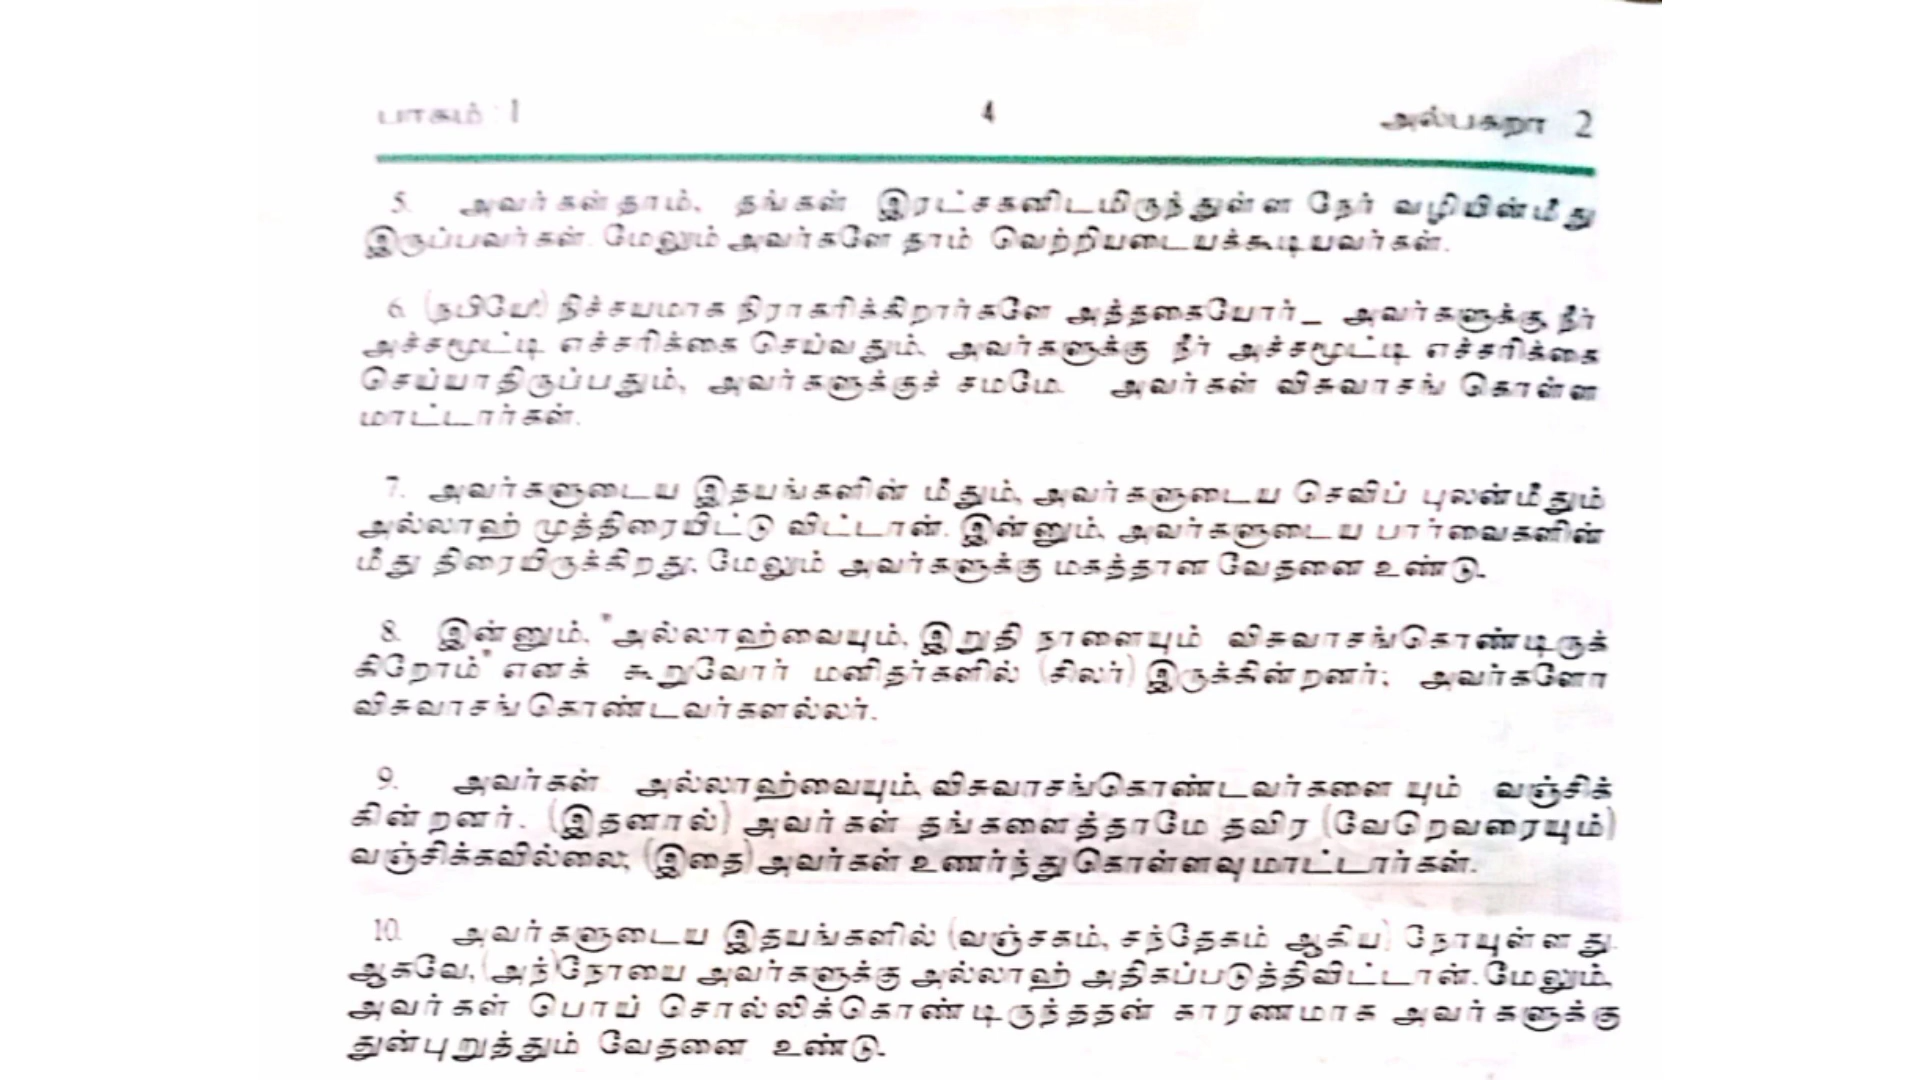 பாகம் : 1 4 அல்பகறா 2
5. அவர்கள்தாம், தங்கள் இரட்சகனிடமிருந்துள்ள நேர் வழியின்மீது
இருப்பவர்கள். மேலும் அவர்களே தாம் வெற்றியடையக்கூடியவர்கள்.
6. (நபியே!) நிச்சயமாக நிராகரிக்கிறார்களே அத்தகையோர்_ அவர்களுக்கு, நீர்
அச்சமூட்டி எச்சரிக்கை செய்வதும், அவர்களுக்கு நீர் அச்சமூட்டி எச்சரிக்கை
செய்யாதிருப்பதும், அவர்களுக்குச் சமமே. அவர்கள் விசுவாசங் கொள்ள
மாட்டார்கள்.
7. அவர்களுடைய இதயங்களின் மீதும், அவர்களுடைய செவிப் புலன்மீதும்
அல்லாஹ் முத்திரையிட்டு விட்டான். இன்னும், அவர்களுடைய பார்வைகளின்
மீது திரையிருக்கிறது; மேலும் அவர்களுக்கு மகத்தான வேதனை உண்டு.
8. இன்னும், "அல்லாஹ்வையும், இறுதி நாளையும் விசுவாசங்கொண்டிருக்
கிறோம்" எனக் கூறுவோர் மனிதர்களில் (சிலர்) இருக்கின்றனர்; அவர்களோ
விசுவாசங்கொண்டவர்களல்லர்.
9. அவர்கள் அல்லாஹ்வையும், விசுவாசங்கொண்டவர்களை யும் வஞ்சிக்
கின்றனர். (இதனால்) அவர்கள் தங்களைத்தாமே தவிர (வேறெவரையும்)
வஞ்சிக்கவில்லை; (இதை) அவர்கள் உணர்ந்து கொள்ளவு மாட்டார்கள்.
10. அவர்களுடைய இதயங்களில் (வஞ்சகம், சந்தேகம் ஆகிய) நோயுள்ளது.
ஆகவே, (அந்)நோயை அவர்களுக்கு அல்லாஹ் அதிகப்படுத்திவிட்டான். மேலும்,
அவர்கள் பொய் சொல்லிக்கொண்டிருந்ததன் காரணமாக அவர்களுக்கு
துன்புறுத்தும் வேதனை உண்டு.